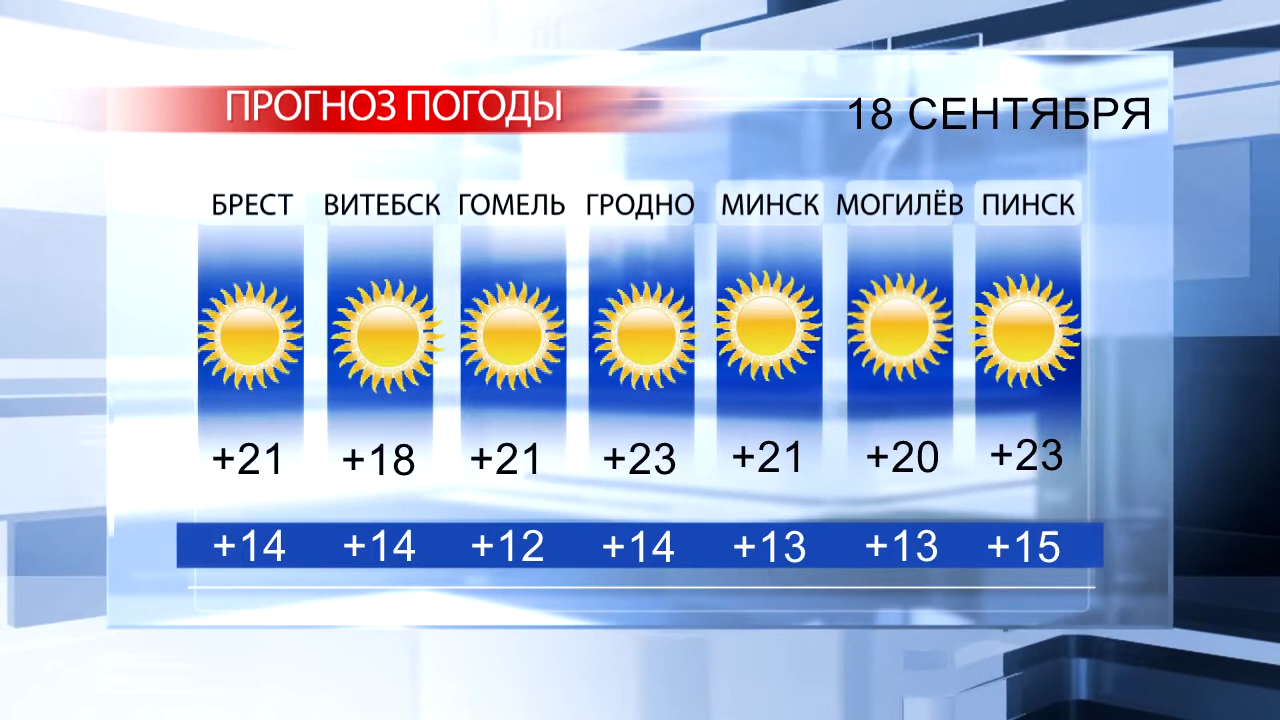 ПРОГНОЗ ПОГОДЫ
18 СЕНТЯБРЯ
БРЕСТ ВИТЕБСК ГОМЕЛЬ ГРОДНО МИНСК МОГИЛЁВ ПИНСК
+21 +18 +21 +23 +21 +20 +23
+14 +14 +12 +14 +13 +13 +15